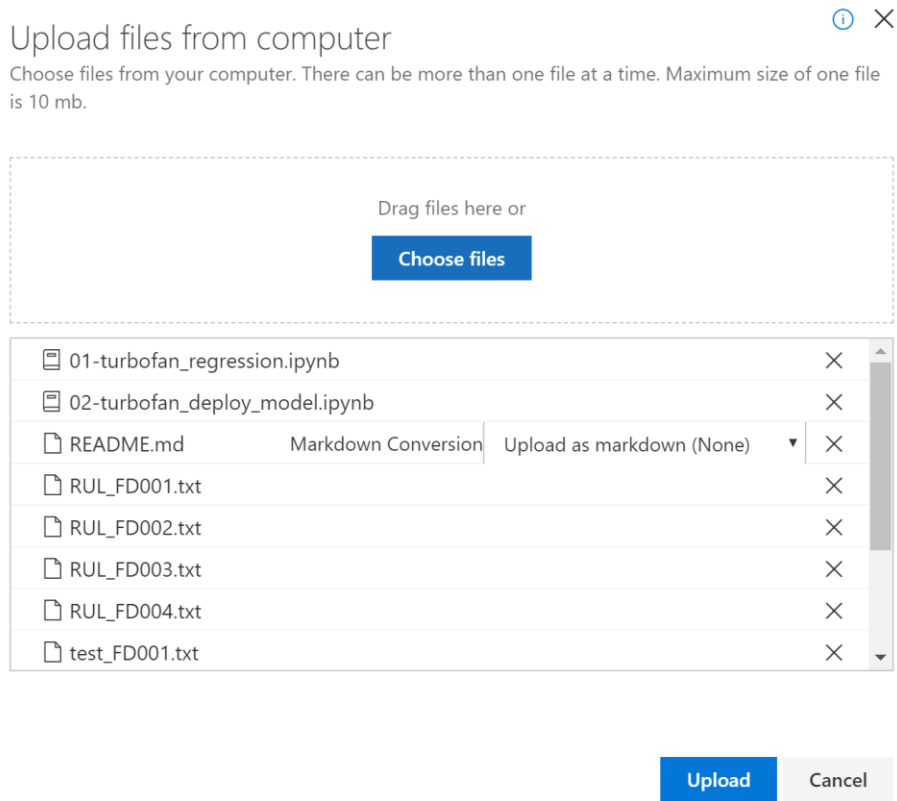 Upload files from computer
Choose files from your computer. There can be more than one file at a time. Maximum size of one file
is 10 mb.
Drag files here or
Choose files
01-turbofan_regression.ipynb
02-turbofan_deploy_model.ipynb
README.md Markdown Conversion Upload as markdown (None)
RUL_FD001.txt
RUL_FD002.txt
RUL_FD003.txt
RUL_FD004.txt
test_FD001.txt
Upload Cancel